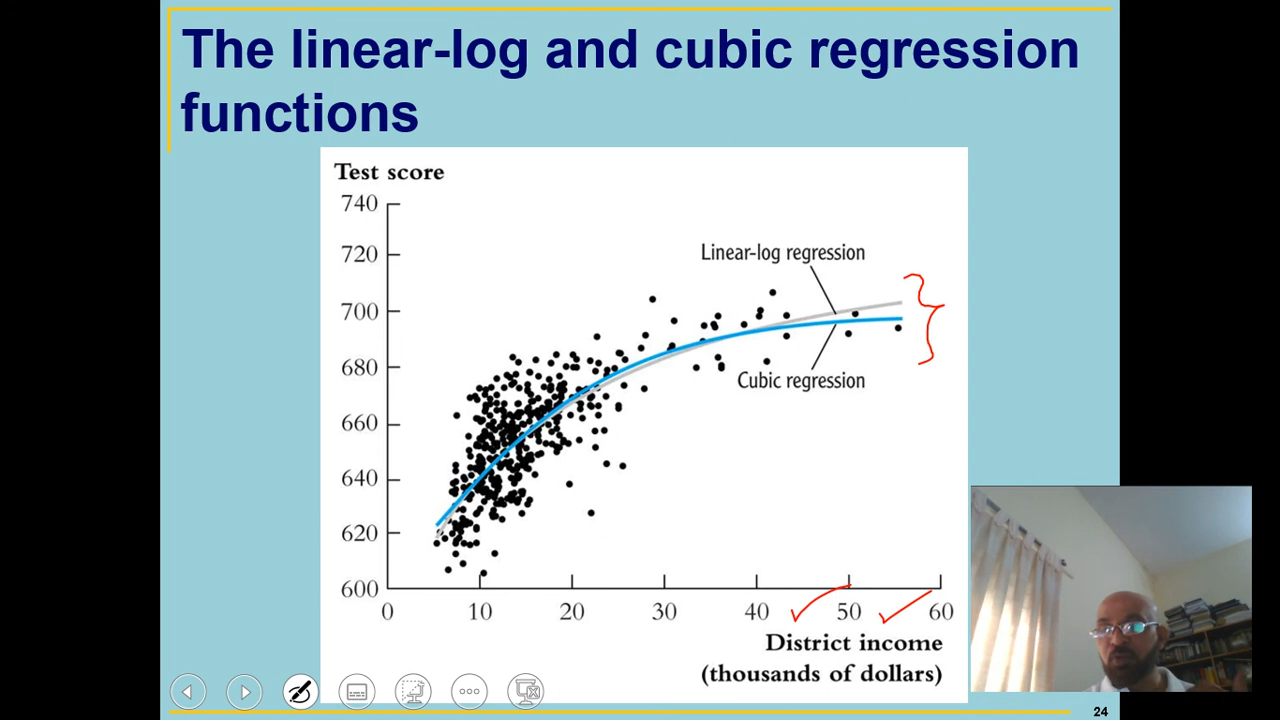 The linear-log and cubic regression
functions
Test score
740
720
700
680
660
640
620
600
Linear-log regression
Cubic regression
0 10 20 30 40 50 60
District income
(thousands of dollars)
24